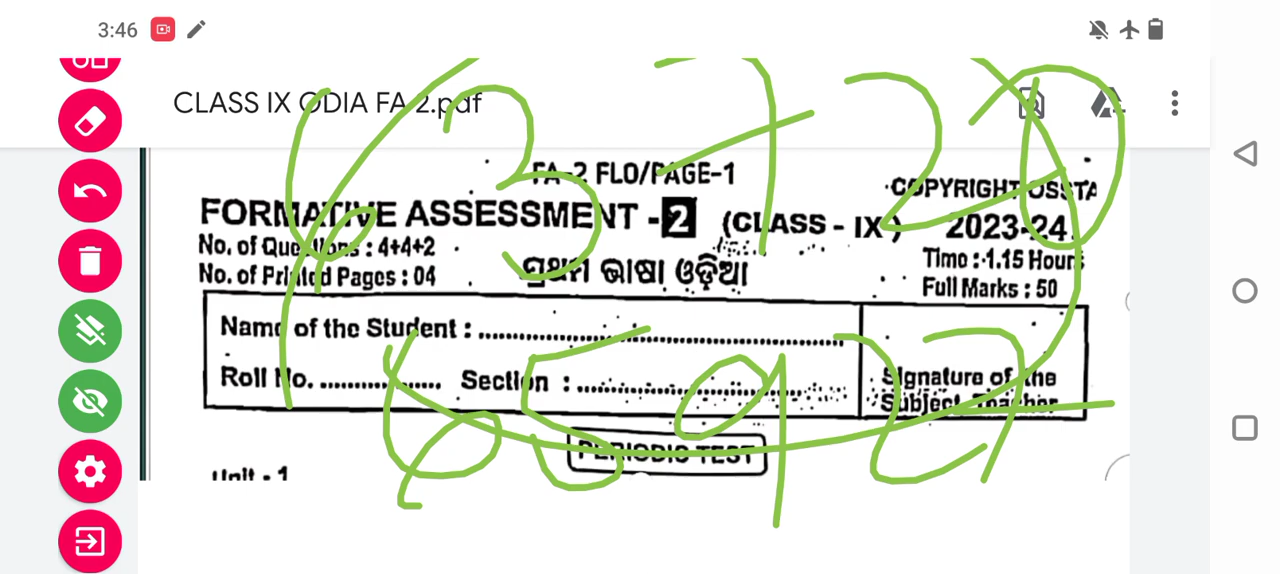 3:46
CLASS IX ODIA FA 2.pdf
FA-2 FLO/PAGE-1
COPYRIGHT OSSTA
FORMATIVE ASSESSMENT -2 (CLASS - IX) 2023-24
No. of Questions : 4+4+2
Time : 1.15 Hours
No. of Printed Pages : 04
ପ୍ରଥମ ଭାଷା ଓଡ଼ିଆ
Full Marks : 50
Name of the Student : ................................................
Roll No. ................ Section : ................................
Signature of the
Subject Teacher
PERIODIC TEST
Unit - 1